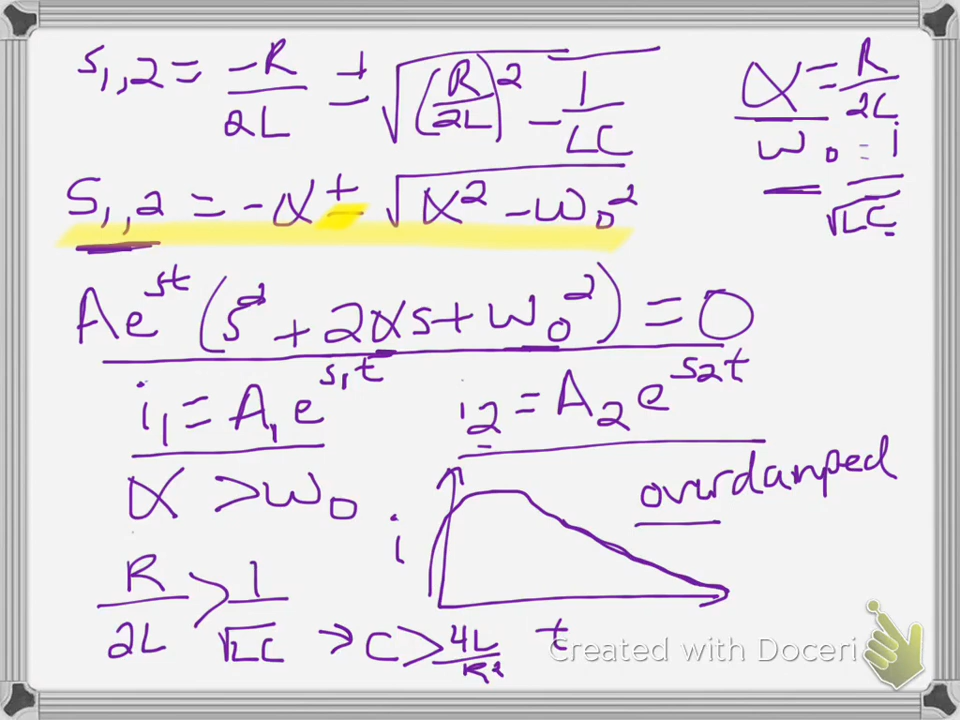 s₁,₂ = -R/2L ± √((R/2L)² - 1/LC)
α = R/2L
S₁,₂ = -α ± √(α² - ω₀²)
ω₀ = 1/√LC
Ae^st (s² + 2αs + ω₀²) = 0
i₁ = A₁e^s₁t
i₂ = A₂e^s₂t
α > ω₀
overdamped
i
R/2L > 1/√LC → C > 4L/R²
t
Created with Doceri